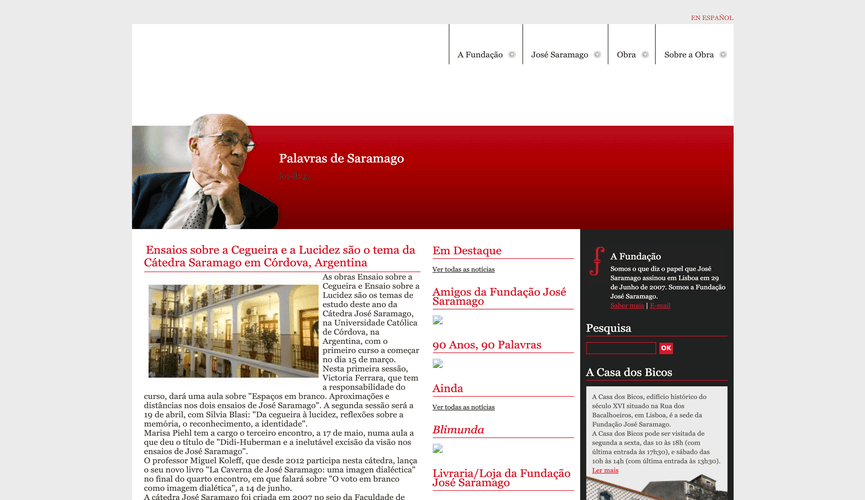 EN ESPAÑOL
A Fundação
José Saramago
Obra
Sobre a Obra
Palavras de Saramago
Ensaios sobre a Cegueira e a Lucidez são o tema da
Cátedra Saramago em Córdova, Argentina
As obras Ensaio sobre a
Cegueira e Ensaio sobre a
Lucidez são os temas de
estudo deste ano da
Cátedra José Saramago,
na Universidade Católica
de Córdova, na
Argentina, com o
primeiro curso a começar
no dia 15 de março.
Nesta primeira sessão,
Victoria Ferrara, que tem
a responsabilidade do
curso, dará uma aula sobre "Espaços em branco. Aproximações e
distâncias nos dois ensaios de José Saramago". A segunda sessão será a
19 de abril, com Silvia Blasi: "Da cegueira à lucidez, reflexões sobre a
memória, o reconhecimento, a identidade".
Marisa Piehl tem a cargo o terceiro encontro, a 17 de maio, numa aula a
que deu o título de "Didi-Huberman e a inelutável excisão da visão nos
ensaios de José Saramago".
O professor Miguel Koleff, que desde 2012 pertence nesta cátedra, lança
o seu novo livro "La Caverna de José Saramago: uma imagen dialéctica"
no final do quarto encontro, em que falará sobre "O voto em branco
como imagem dialética", a 14 de junho.
A cátedra José Saramago foi criada em 2007 no seio da Faculdade de
Em Destaque
Ver todas as notícias
Amigos da Fundação José
Saramago
90 Anos, 90 Palavras
Ainda
Ver todas as notícias
Blimunda
Livraria/Loja da Fundação
José Saramago
A Fundação
Somos o que diz o papel que José
Saramago assinou em Lisboa em 29
de Junho de 2007. Somos a Fundação
José Saramago.
Saber mais | E-mail
Pesquisa
OK
A Casa dos Bicos
A Casa dos Bicos, edifício histórico do
século XVI situado na Rua dos
Bacalhoeiros, em Lisboa, é a sede da
Fundação José Saramago.
A Casa dos Bicos pode ser visitada de
segunda a sexta, das 10 às 18h (com
última entrada às 17h30), e sábado das
10h às 14h (com última entrada às 13h30).
Ler mais